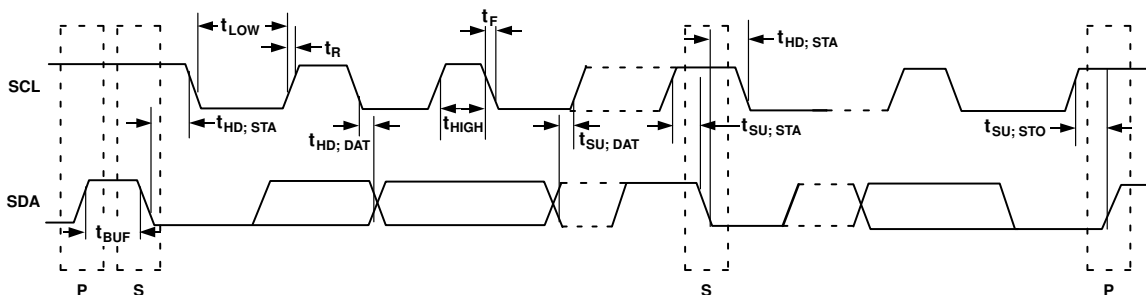 tLOW
tR
tF
tHD; STA
SCL
tHD; STA
tHD; DAT
tHIGH
tSU; DAT
tSU; STA
tSU; STO
SDA
tBUF
P
S
S
P